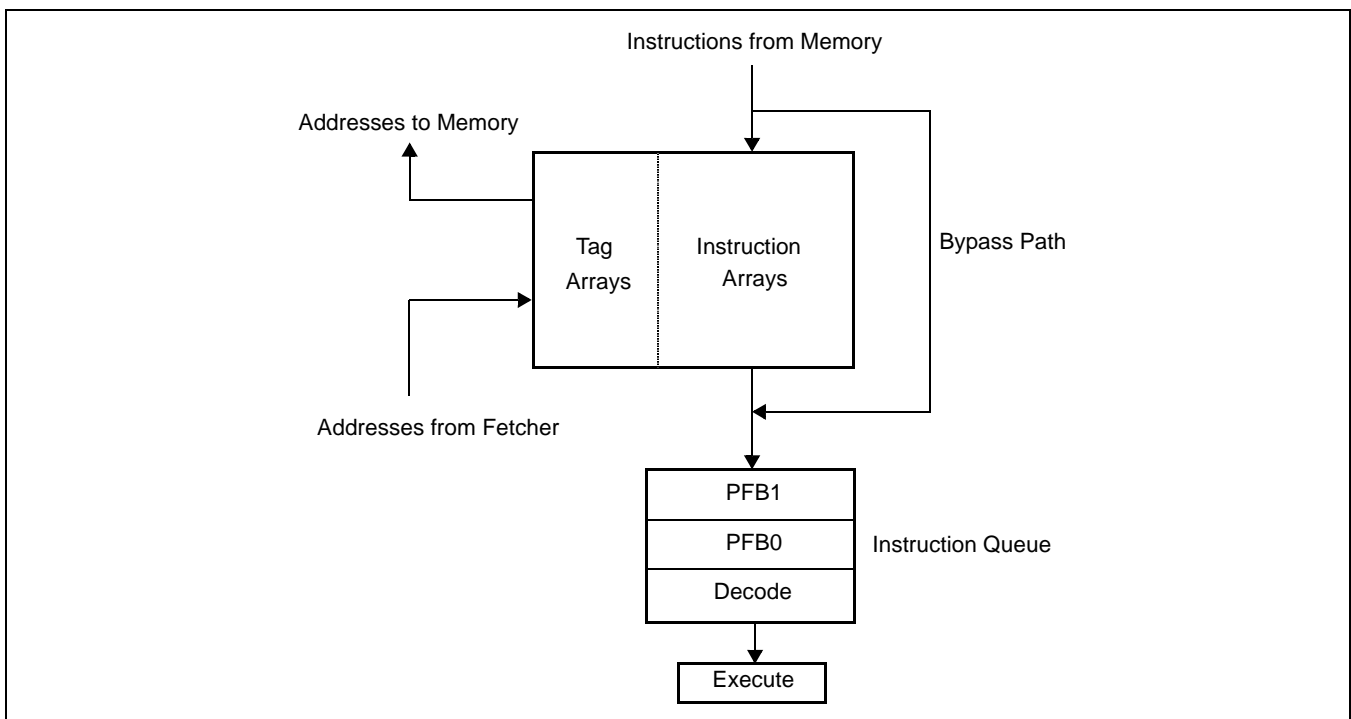 Instructions from Memory
Addresses to Memory
Tag
Arrays
Instruction
Arrays
Bypass Path
Addresses from Fetcher
PFB1
PFB0
Instruction Queue
Decode
Execute